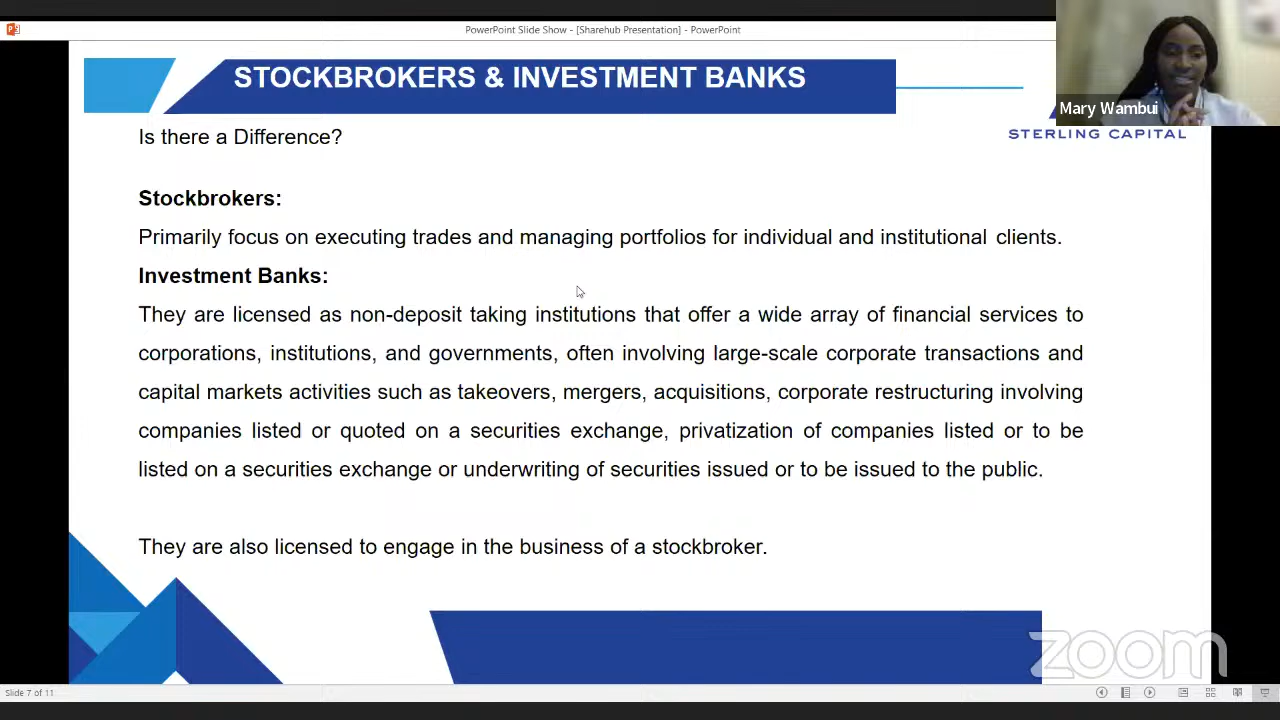 PowerPoint Slide Show - [Sharehub Presentation] - PowerPoint
STOCKBROKERS & INVESTMENT BANKS
Mary Wambui
STERLING CAPITAL
Is there a Difference?
Stockbrokers:
Primarily focus on executing trades and managing portfolios for individual and institutional clients.
Investment Banks:
They are licensed as non-deposit taking institutions that offer a wide array of financial services to
corporations, institutions, and governments, often involving large-scale corporate transactions and
capital markets activities such as takeovers, mergers, acquisitions, corporate restructuring involving
companies listed or quoted on a securities exchange, privatization of companies listed or to be
listed on a securities exchange or underwriting of securities issued or to be issued to the public.
They are also licensed to engage in the business of a stockbroker.
zoom
Slide 7 of 11